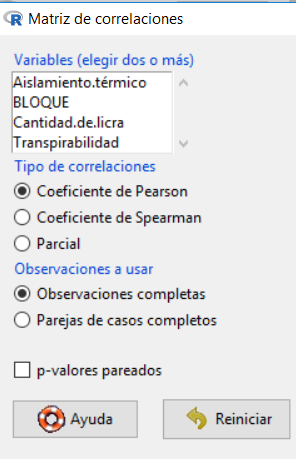 Matriz de correlaciones
Variables (elegir dos o más)
Aislamiento.térmico
BLOQUE
Cantidad.de.licra
Transpirabilidad
Tipo de correlaciones
Coeficiente de Pearson
Coeficiente de Spearman
Parcial
Observaciones a usar
Observaciones completas
Parejas de casos completos
p-valores pareados
Ayuda
Reiniciar